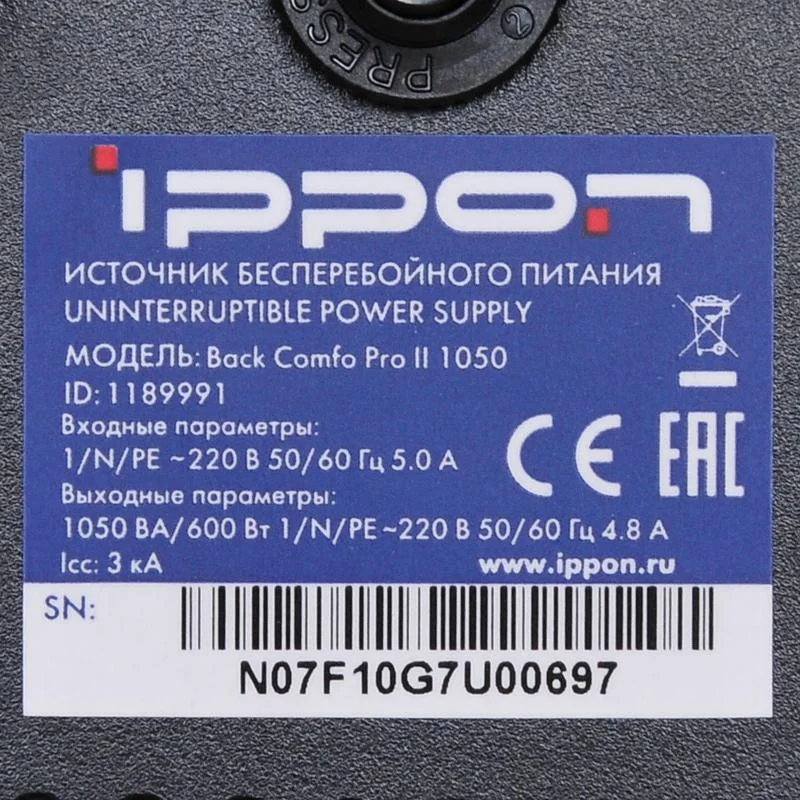 PRESS
2
ippon
ИСТОЧНИК БЕСПЕРЕБОЙНОГО ПИТАНИЯ
UNINTERRUPTIBLE POWER SUPPLY
МОДЕЛЬ: Back Comfo Pro II 1050
ID: 1189991
Входные параметры:
1/N/PE ~220 В 50/60 Гц 5.0 А
Выходные параметры:
1050 ВА/600 Вт 1/N/PE~220 В 50/60 Гц 4.8 А
Icc: 3 кА
CE EAC
www.ippon.ru
SN:
N07F10G7U00697